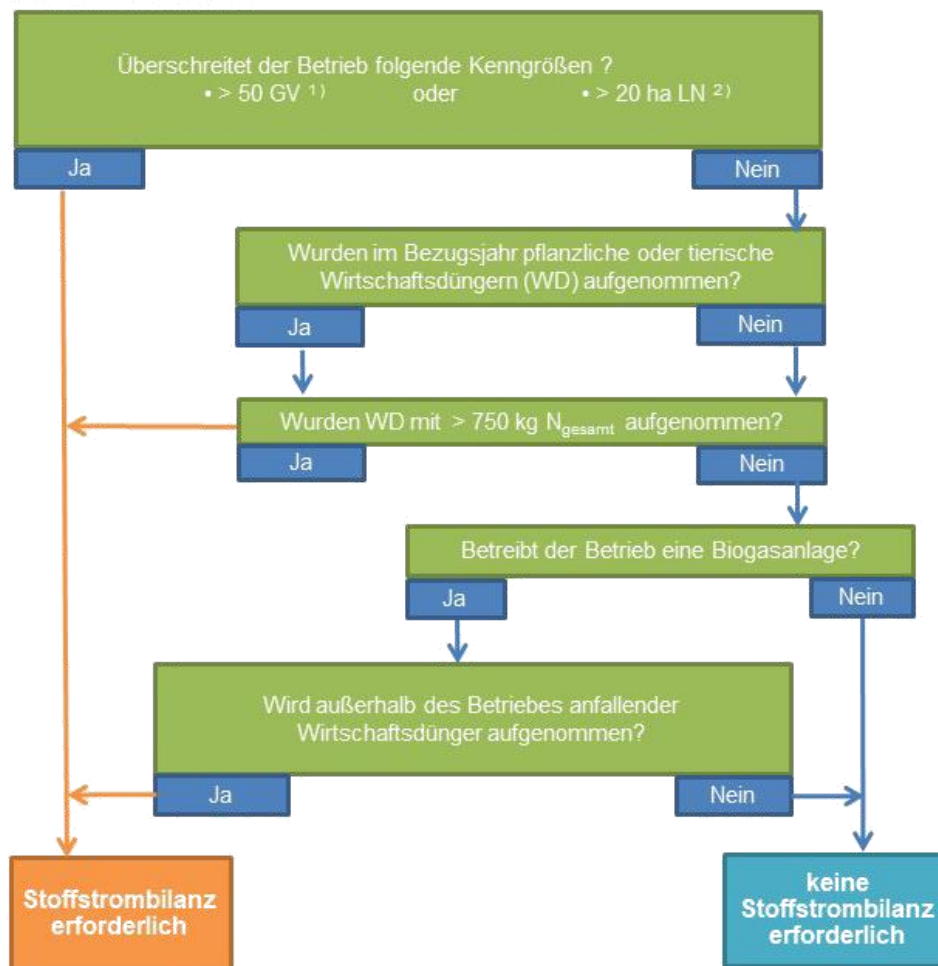 Überschreitet der Betrieb folgende Kenngrößen ?
• > 50 GV 1) oder • > 20 ha LN 2)
Ja Nein
Wurden im Bezugsjahr pflanzliche oder tierische
Wirtschaftsdüngern (WD) aufgenommen?
Ja Nein
Wurden WD mit > 750 kg Ngesamt aufgenommen?
Ja Nein
Betreibt der Betrieb eine Biogasanlage?
Ja Nein
Wird außerhalb des Betriebes anfallender
Wirtschaftsdünger aufgenommen?
Ja Nein
Stoffstrombilanz
erforderlich
keine
Stoffstrombilanz
erforderlich